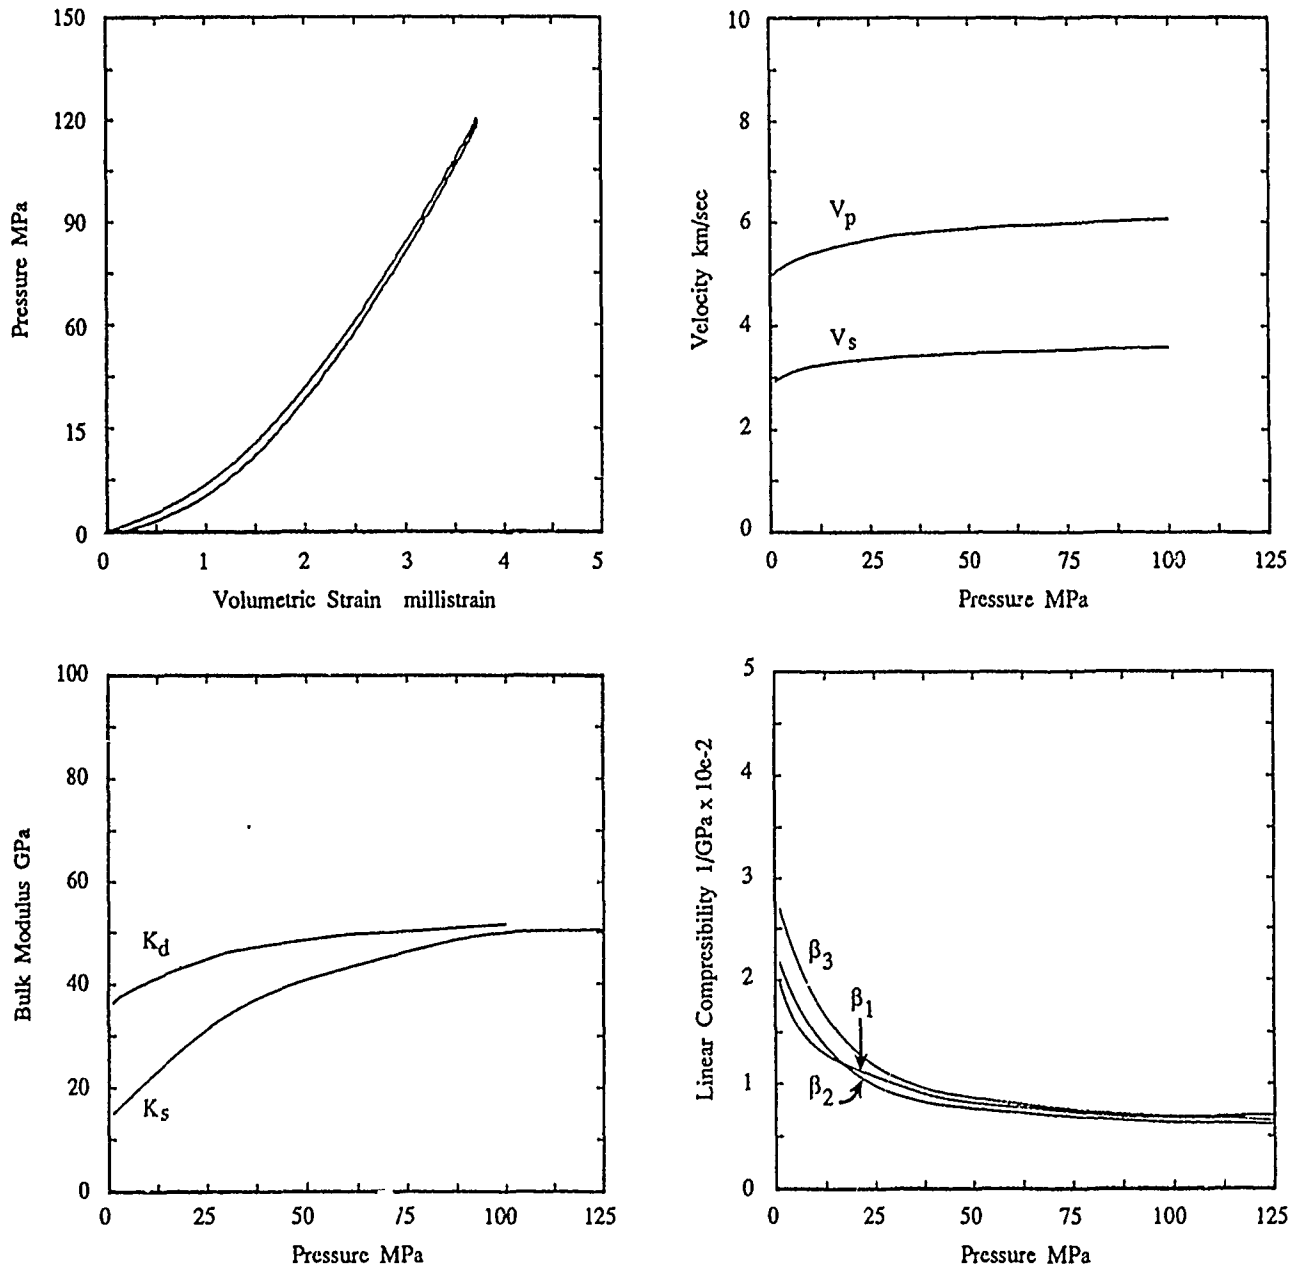 150
120
90
60
15
0
Pressure MPa
0 1 2 3 4 5
Volumetric Strain millistrain
10
8
6
4
2
0
Velocity km/sec
Vp
Vs
0 25 50 75 100 125
Pressure MPa
100
80
60
40
20
0
Bulk Modulus GPa
Kd
Ks
0 25 50 75 100 125
Pressure MPa
5
4
3
2
1
0
Linear Compresibility 1/GPa x 10e-2
β3
β1
β2
0 25 50 75 100 125
Pressure MPa